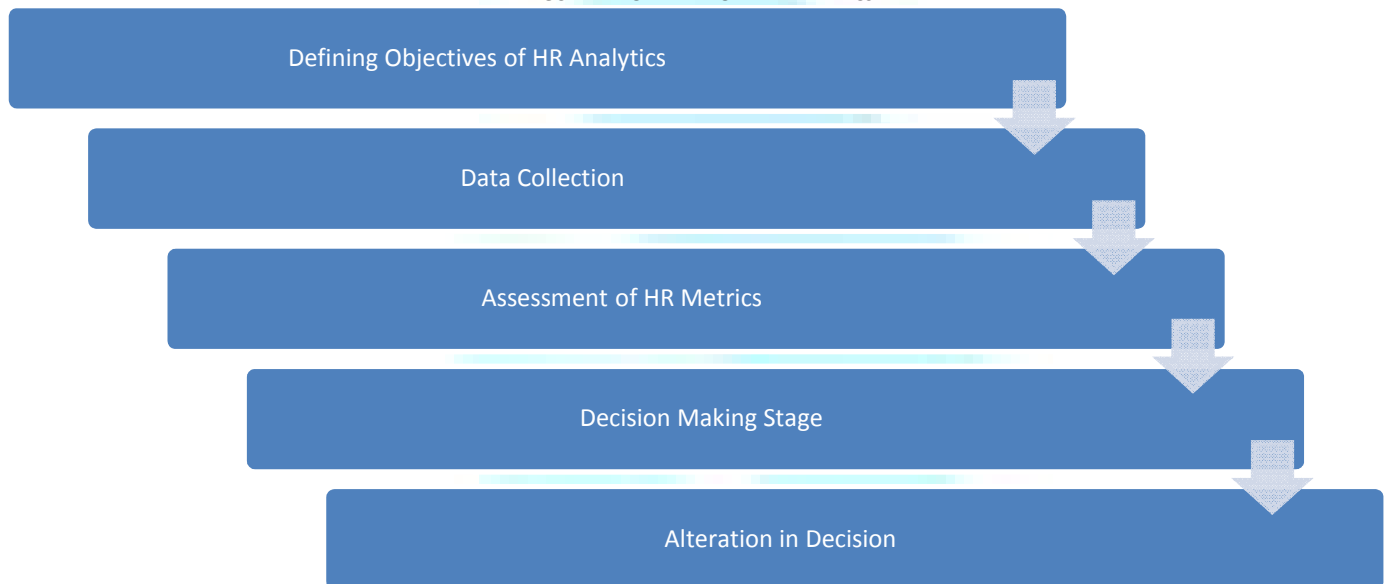 Defining Objectives of HR Analytics
Data Collection
Assessment of HR Metrics
Decision Making Stage
Alteration in Decision